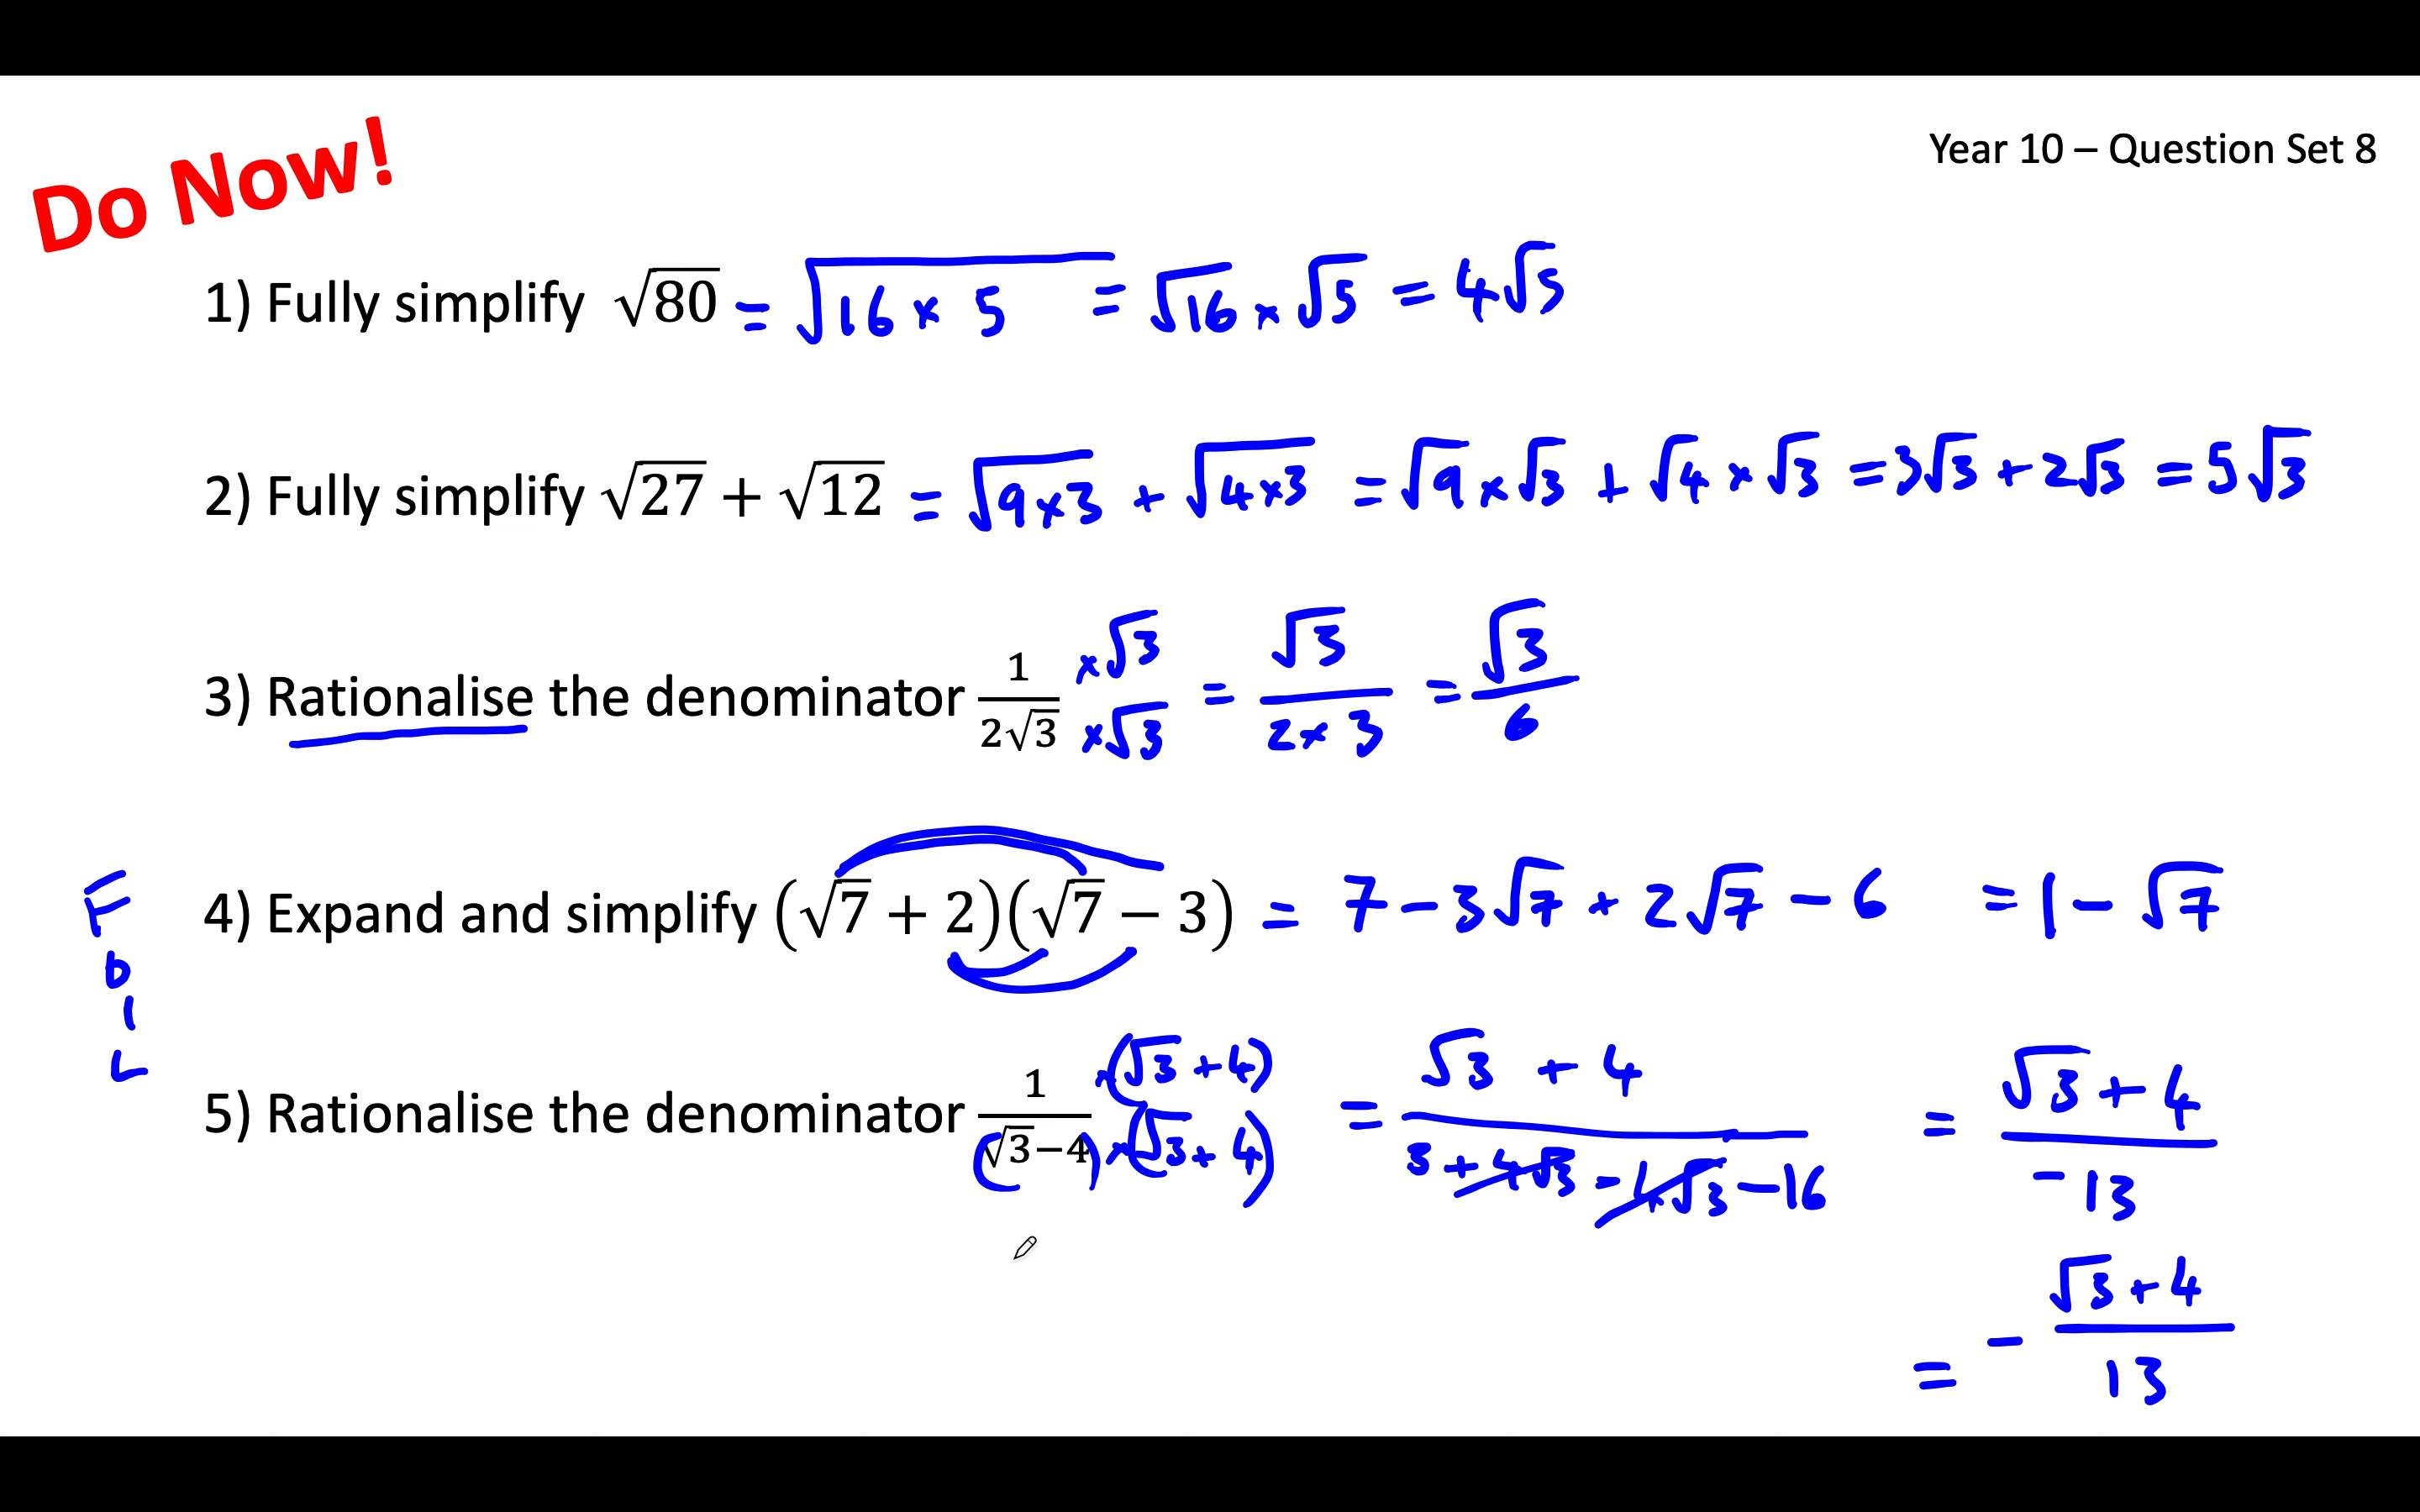 Do Now!
Year 10 – Question Set 8
1) Fully simplify √80 = √(16 × 5) = √16 × √5 = 4√5
2) Fully simplify √27 + √12 = √(9 × 3) + √(4 × 3) = √9 × √3 + √4 × √3 = 3√3 + 2√3 = 5√3
3) Rationalise the denominator 1/(2√3) ×√3/×√3 = √3/(2 × 3) = √3/6
4) Expand and simplify (√7 + 2)(√7 − 3) = 7 − 3√7 + 2√7 − 6 = 1 − √7
F
O
I
L
5) Rationalise the denominator 1/(√3−4) ×(√3 + 4)/×(√3 + 4) = (√3 + 4)/(3 + 4√3 − 4√3 − 16) = (√3 + 4)/−13
= − (√3 + 4)/13